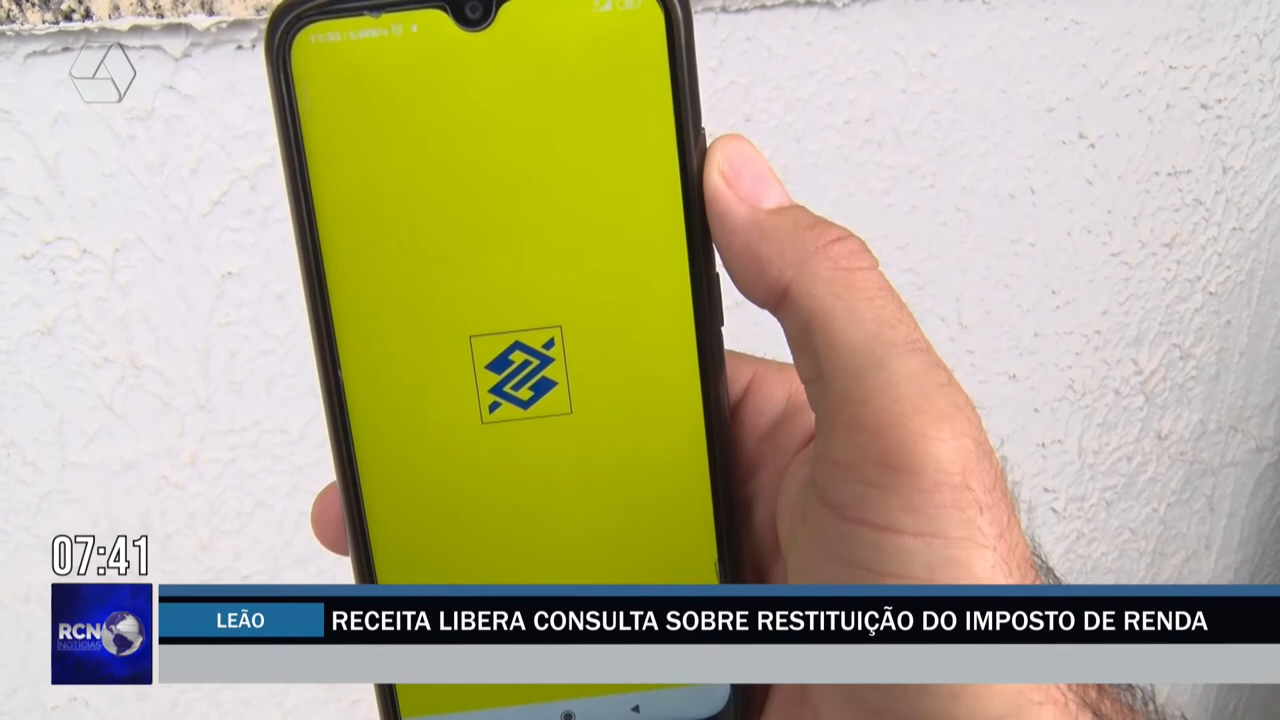 07:41
RCN
NOTÍCIAS
LEÃO
RECEITA LIBERA CONSULTA SOBRE RESTITUIÇÃO DO IMPOSTO DE RENDA